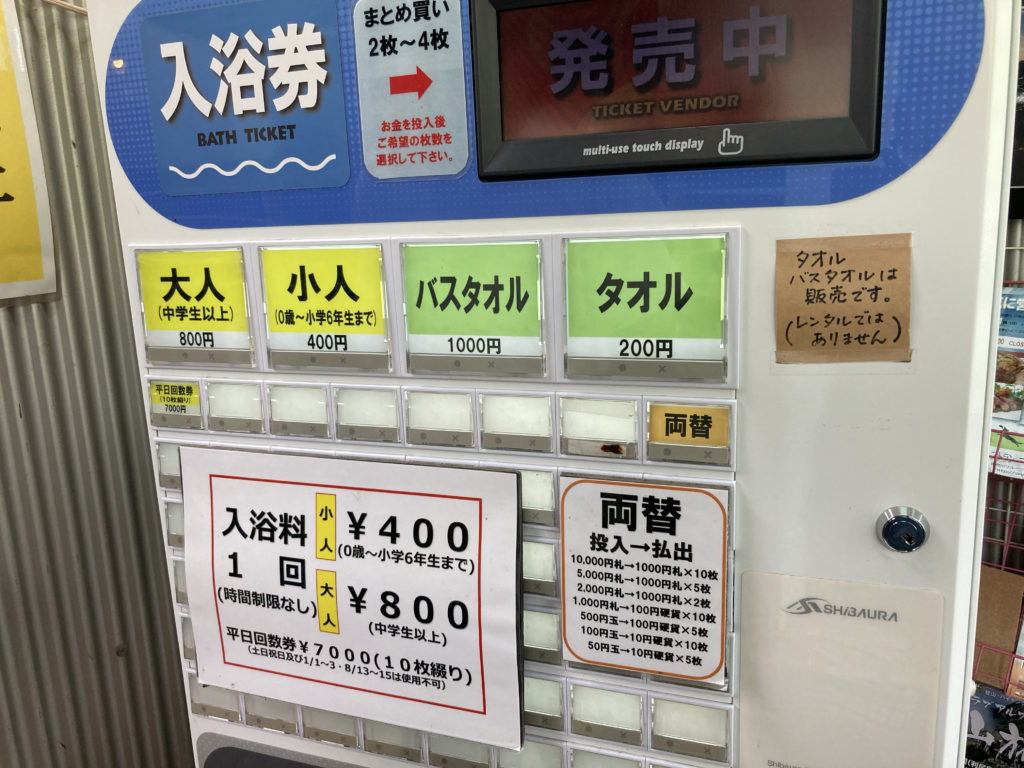 入浴券
BATH TICKET
まとめ買い
2枚～4枚
お金を投入後
ご希望の枚数を
選択して下さい。
発売中
TICKET VENDOR
multi-use touch display
大人
(中学生以上)
800円
小人
(0歳～小学6年生まで)
400円
バスタオル
1000円
タオル
200円
タオル
バスタオルは
販売です。
(レンタルでは
ありません)
平日回数券
(10枚綴り)
7000円
両替
入浴料
1回
(時間制限なし)
小人
¥400
(0歳～小学6年生まで)
大人
¥800
(中学生以上)
平日回数券¥7000(10枚綴り)
(土日祝日及び1/1～3・8/13～15は使用不可)
両替
投入→払出
10,000円札→1000円札×10枚
5,000円札→1000円札×5枚
2,000円札→1000円札×2枚
1,000円札→100円硬貨×10枚
500円玉→100円硬貨×5枚
100円玉→10円硬貨×10枚
50円玉→10円硬貨×5枚
SHIBAURA